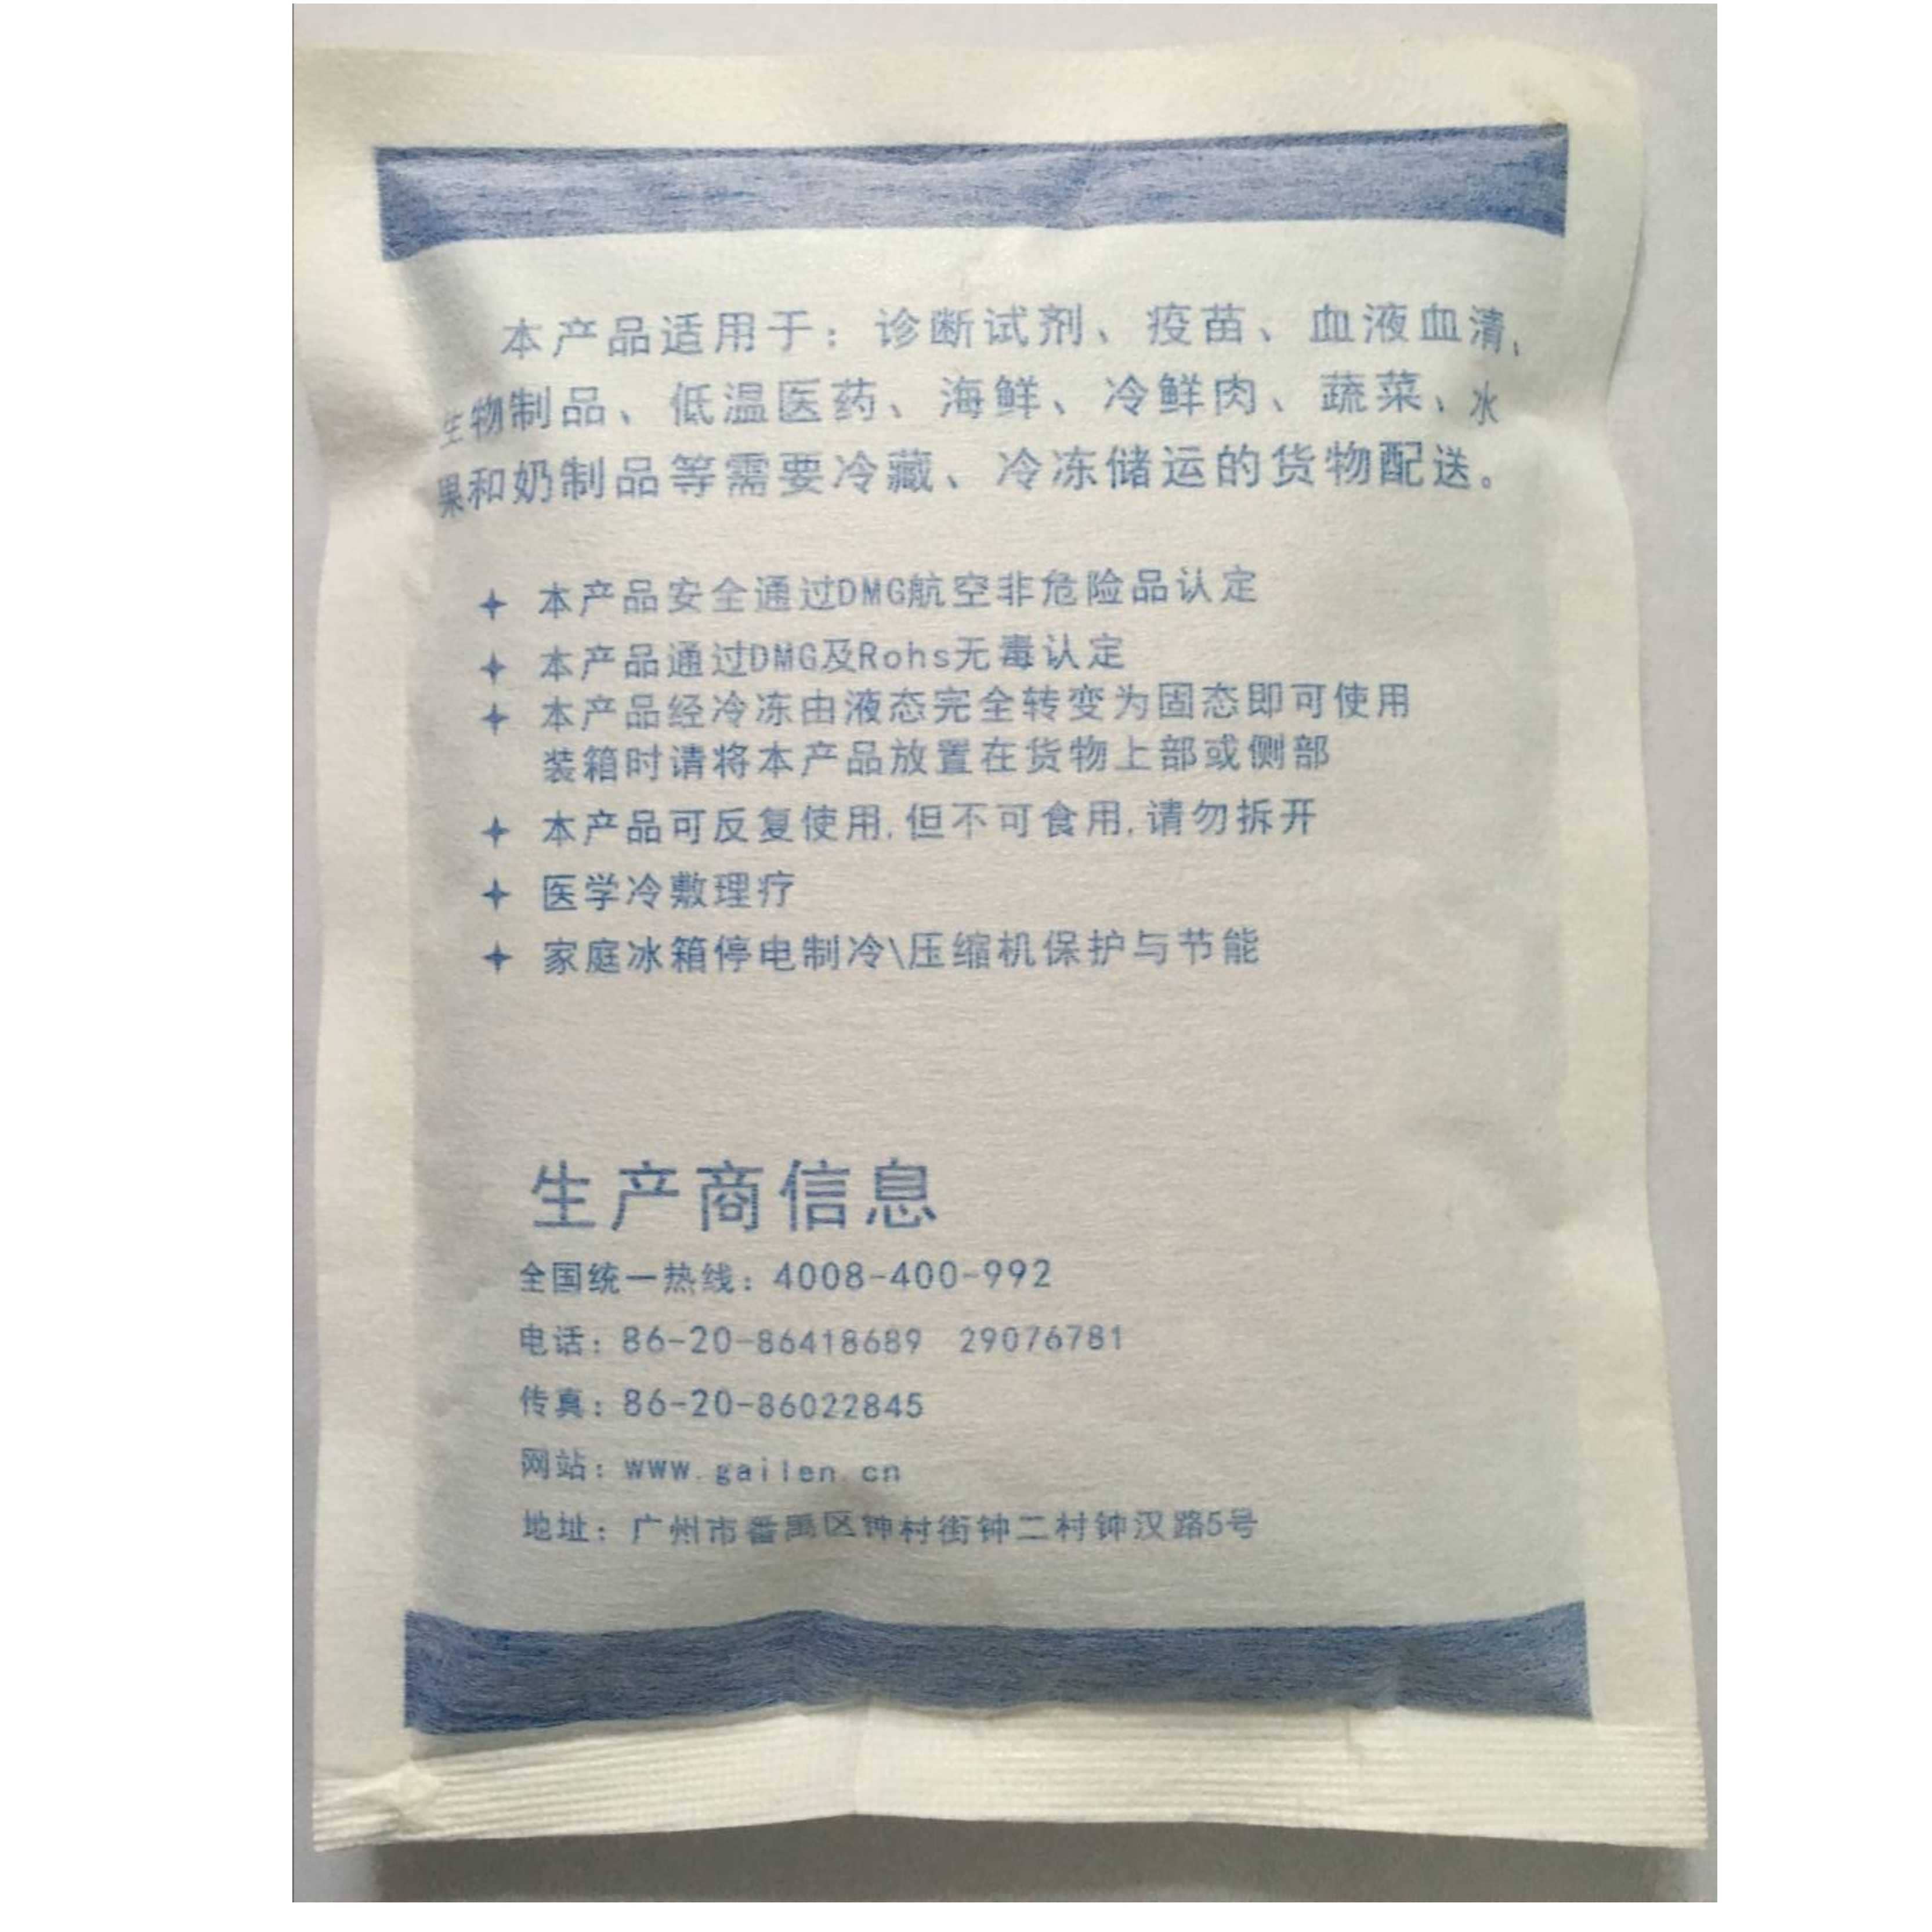 本产品适用于：诊断试剂、疫苗、血液血清、
生物制品、低温医药、海鲜、冷鲜肉、蔬菜、水
果和奶制品等需要冷藏、冷冻储运的货物配送。
本产品安全通过DMG航空非危险品认定
本产品通过DMG及Rohs无毒认定
本产品经冷冻由液态完全转变为固态即可使用
装箱时请将本产品放置在货物上部或侧部
本产品可反复使用,但不可食用,请勿拆开
医学冷敷理疗
家庭冰箱停电制冷\压缩机保护与节能
生产商信息
全国统一热线：4008-400-992
电话：86-20-86418689 29076781
传真：86-20-86022845
网站：www.gailen.cn
地址：广州市番禺区钟村街钟二村钟汉路5号